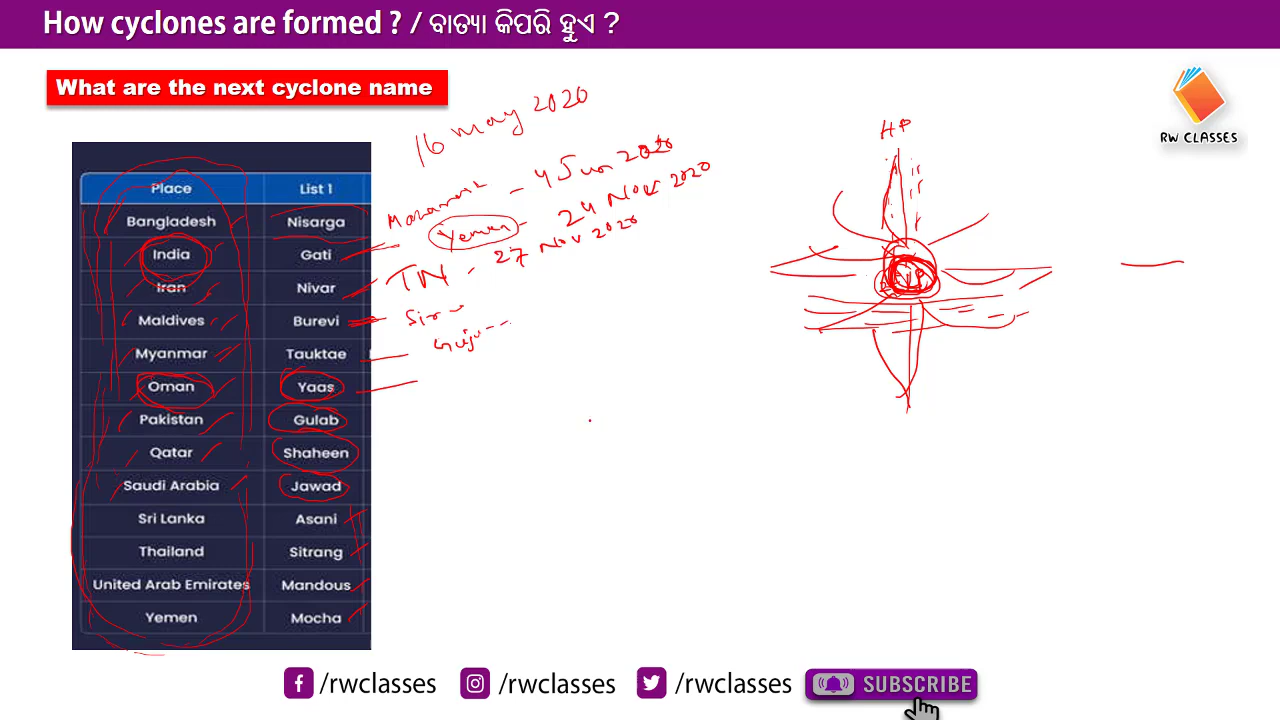 How cyclones are formed ? / ବାତ୍ୟା କିପରି ହୁଏ ?
What are the next cyclone name
RW CLASSES
16 may 2020
HP
Place List 1
Bangladesh Nisarga
India Gati
Iran Nivar
Maldives Burevi
Myanmar Tauktae
Oman Yaas
Pakistan Gulab
Qatar Shaheen
Saudi Arabia Jawad
Sri Lanka Asani
Thailand Sitrang
United Arab Emirates Mandous
Yemen Mocha
- 4 Jun 2020
Yemen - 24 Nov 2020
TN - 27 Nov 2020
LP
/rwclasses /rwclasses /rwclasses SUBSCRIBE